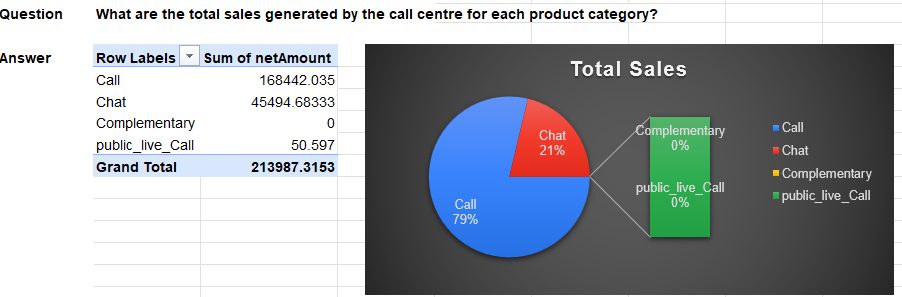 Question What are the total sales generated by the call centre for each product category?
Answer
Row Labels Sum of netAmount
Call 168442.035
Chat 45494.68333
Complementary 0
public_live_Call 50.597
Grand Total 213987.3153
Total Sales
Chat
21%
Call
79%
Complementary
0%
public_live_Call
0%
Call
Chat
Complementary
public_live_Call